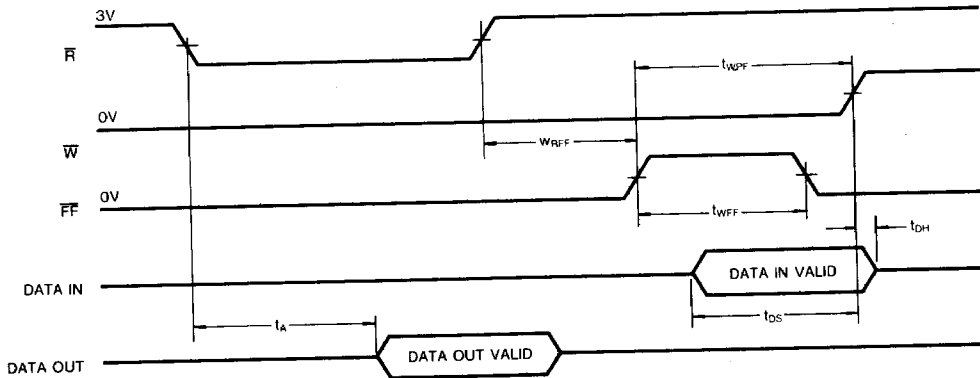 3V
R
tWPF
0V
W
wRFF
0V
FF
tWFF
tDH
DATA IN
DATA IN VALID
tDS
tA
DATA OUT
DATA OUT VALID